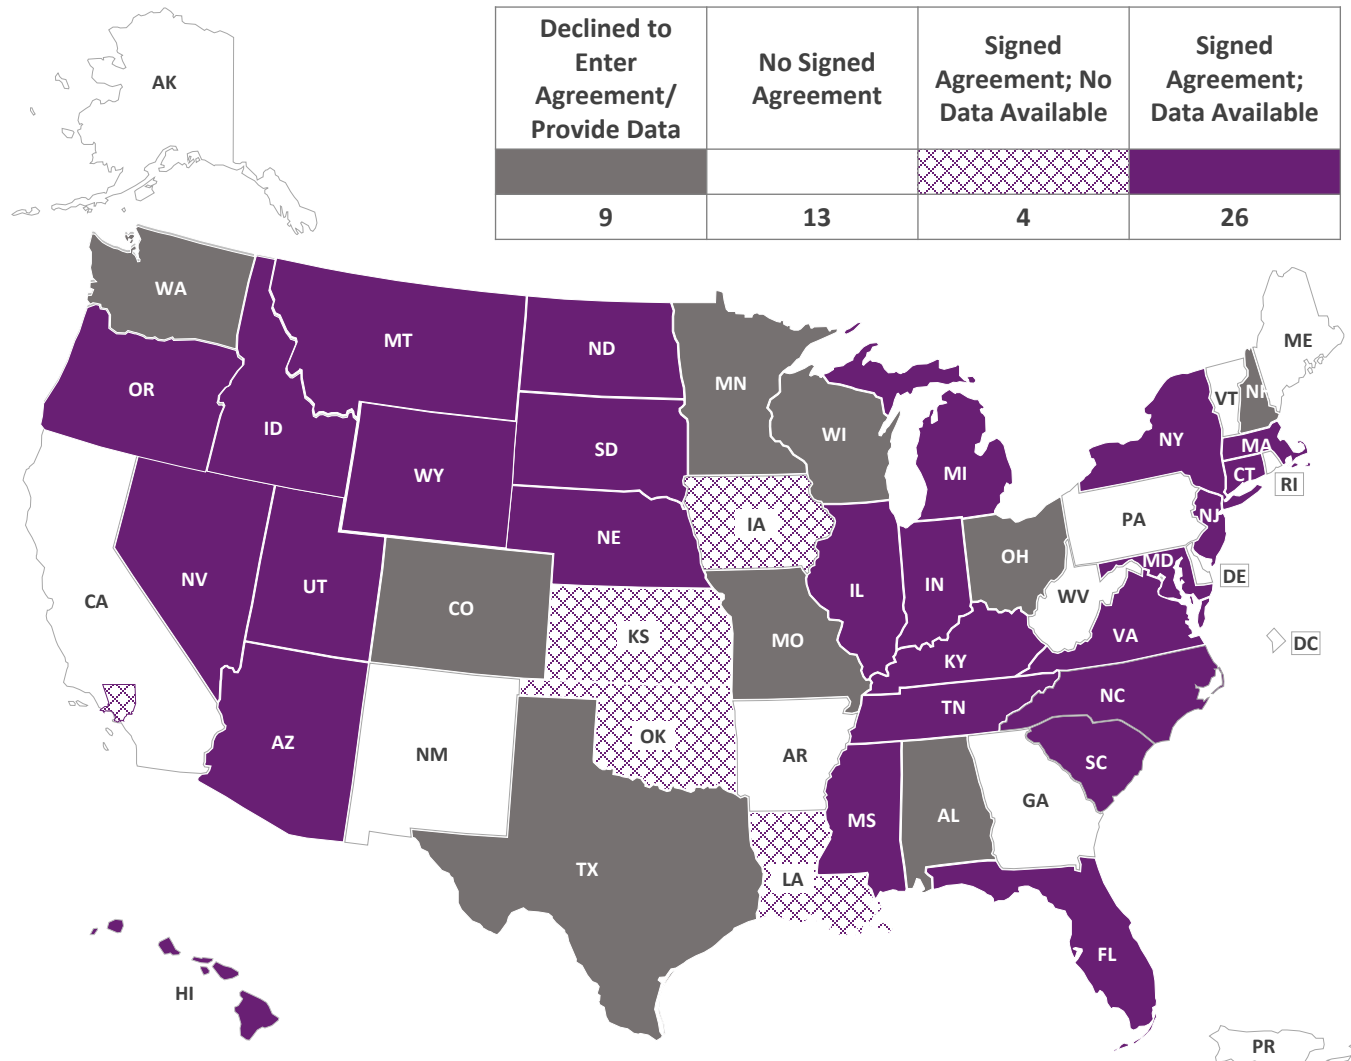 Declined to
Enter
Agreement/
Provide Data
No Signed
Agreement
Signed
Agreement; No
Data Available
Signed
Agreement;
Data Available
9
13
4
26
AK
WA
MT
ND
MN
ME
OR
ID
SD
WI
VT
NH
NY
MA
WY
MI
CT
RI
IA
PA
NJ
NE
OH
MD
DE
NV
UT
IL
IN
WV
CA
CO
KS
MO
VA
DC
KY
NC
TN
AZ
OK
NM
AR
SC
GA
MS
AL
TX
LA
FL
HI
PR